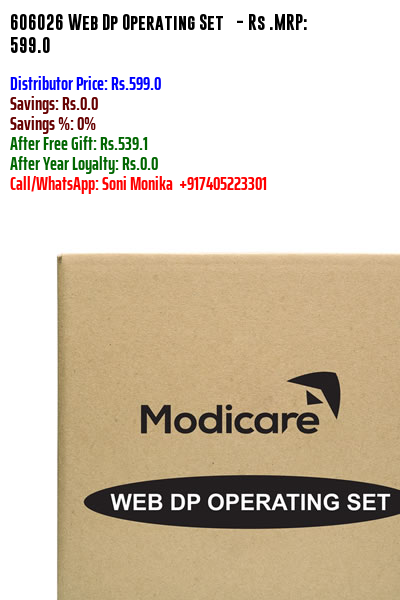 606026 Web Dp Operating Set - Rs .MRP:
599.0
Distributor Price: Rs.599.0
Savings: Rs.0.0
Savings %: 0%
After Free Gift: Rs.539.1
After Year Loyalty: Rs.0.0
Call/WhatsApp: Soni Monika +917405223301
Modicare
WEB DP OPERATING SET